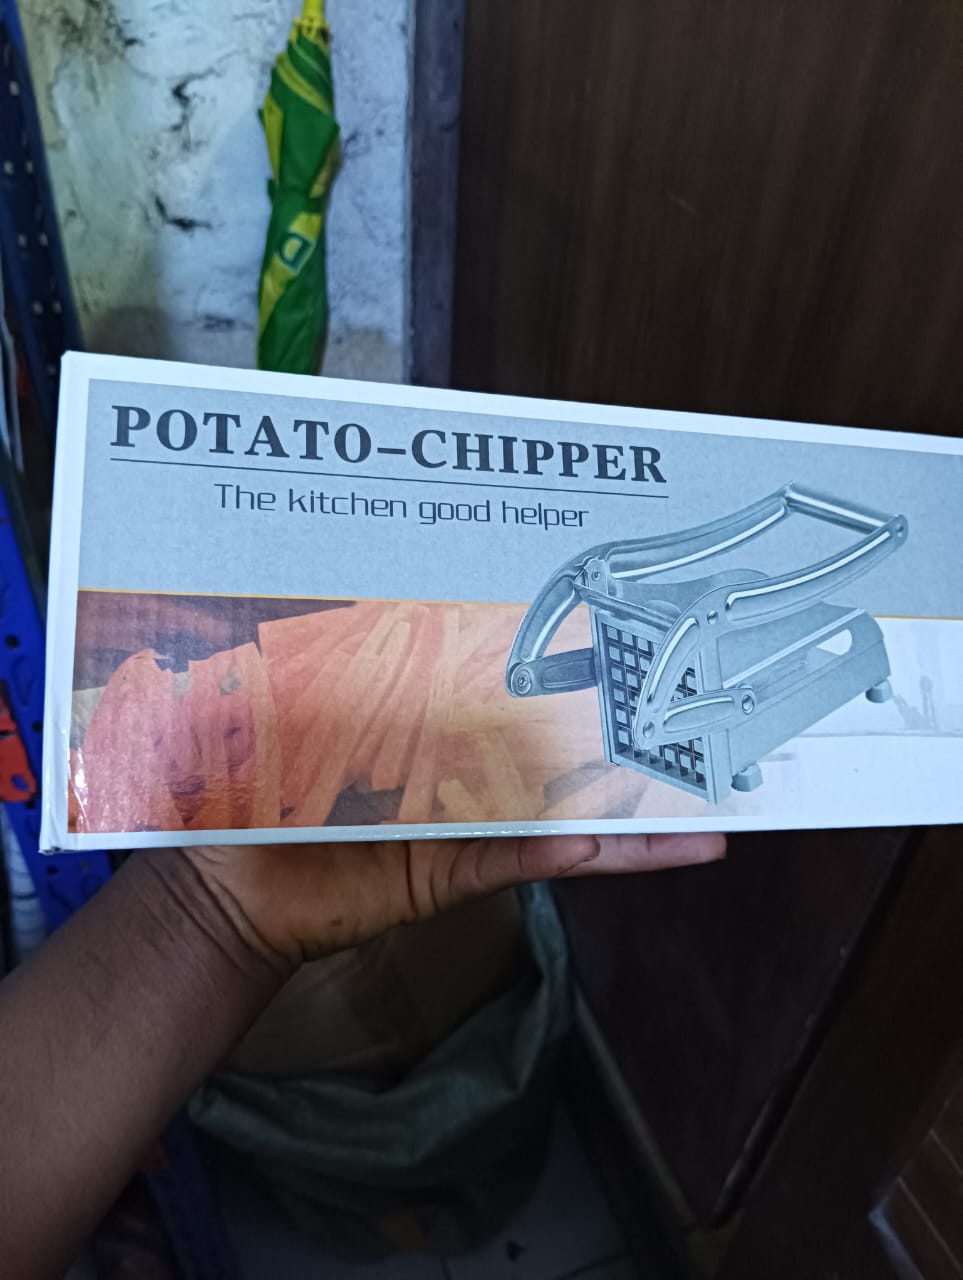 POTATO-CHIPPER
The kitchen good helper
D